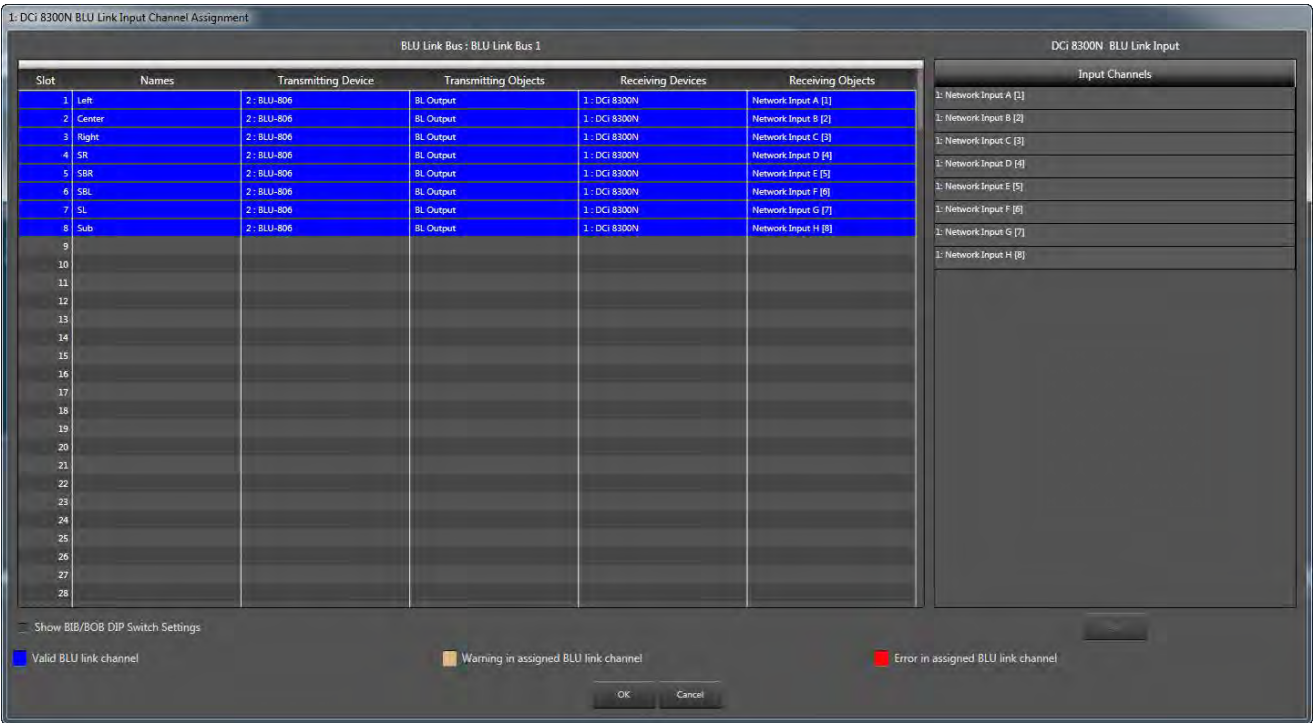 1: DCi 8300N BLU Link Input Channel Assignment
BLU Link Bus : BLU Link Bus 1
DCi 8300N BLU Link Input
Slot Names Transmitting Device Transmitting Objects Receiving Devices Receiving Objects
Input Channels
1 Left 2 : BLU-806 BL Output 1 : DCi 8300N Network Input A [1]
2 Center 2 : BLU-806 BL Output 1 : DCi 8300N Network Input B [2]
3 Right 2 : BLU-806 BL Output 1 : DCi 8300N Network Input C [3]
4 SR 2 : BLU-806 BL Output 1 : DCi 8300N Network Input D [4]
5 SBR 2 : BLU-806 BL Output 1 : DCi 8300N Network Input E [5]
6 SBL 2 : BLU-806 BL Output 1 : DCi 8300N Network Input F [6]
7 SL 2 : BLU-806 BL Output 1 : DCi 8300N Network Input G [7]
8 Sub 2 : BLU-806 BL Output 1 : DCi 8300N Network Input H [8]
9
10
11
12
13
14
15
16
17
18
19
20
21
22
23
24
25
26
27
28
1: Network Input A [1]
1: Network Input B [2]
1: Network Input C [3]
1: Network Input D [4]
1: Network Input E [5]
1: Network Input F [6]
1: Network Input G [7]
1: Network Input H [8]
Show BIB/BOB DIP Switch Settings
Valid BLU link channel
Warning in assigned BLU link channel
Error in assigned BLU link channel
OK
Cancel